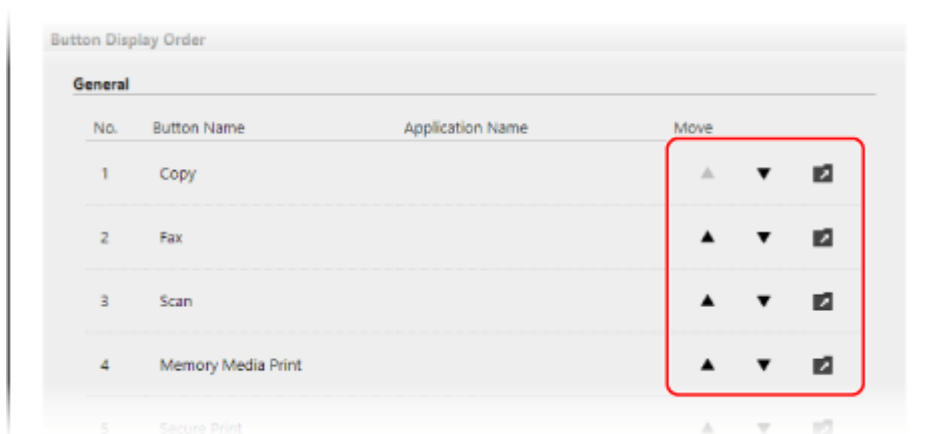 Button Display Order
General
No. Button Name Application Name Move
1 Copy
2 Fax
3 Scan
4 Memory Media Print
5 Secure Print